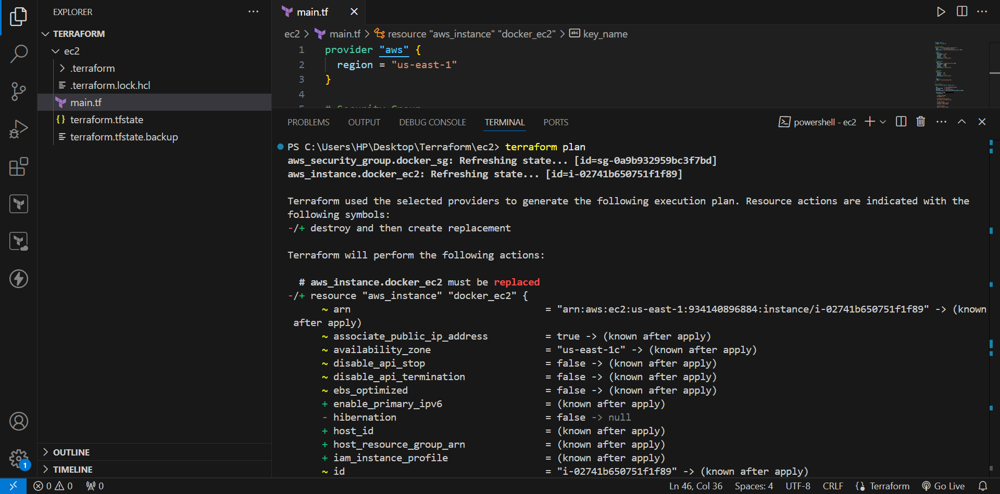 EXPLORER
TERRAFORM
ec2
.terraform
.terraform.lock.hcl
main.tf
terraform.tfstate
terraform.tfstate.backup
OUTLINE
TIMELINE
1
main.tf
ec2 > main.tf > resource "aws_instance" "docker_ec2" > abc key_name
1 provider "aws" {
2 region = "us-east-1"
3 }
4
5 # Security Group
PROBLEMS OUTPUT DEBUG CONSOLE TERMINAL PORTS powershell - ec2
PS C:\Users\HP\Desktop\Terraform\ec2> terraform plan
aws_security_group.docker_sg: Refreshing state... [id=sg-0a9b932959bc3f7bd]
aws_instance.docker_ec2: Refreshing state... [id=i-02741b650751f1f89]
Terraform used the selected providers to generate the following execution plan. Resource actions are indicated with the
following symbols:
-/+ destroy and then create replacement
Terraform will perform the following actions:
# aws_instance.docker_ec2 must be replaced
-/+ resource "aws_instance" "docker_ec2" {
~ arn = "arn:aws:ec2:us-east-1:934140896884:instance/i-02741b650751f1f89" -> (known
after apply)
~ associate_public_ip_address = true -> (known after apply)
~ availability_zone = "us-east-1c" -> (known after apply)
~ disable_api_stop = false -> (known after apply)
~ disable_api_termination = false -> (known after apply)
~ ebs_optimized = false -> (known after apply)
+ enable_primary_ipv6 = (known after apply)
- hibernation = false -> null
+ host_id = (known after apply)
+ host_resource_group_arn = (known after apply)
+ iam_instance_profile = (known after apply)
~ id = "i-02741b650751f1f89" -> (known after apply)
0 0 0 Ln 46, Col 36 Spaces: 4 UTF-8 CRLF Terraform Go Live